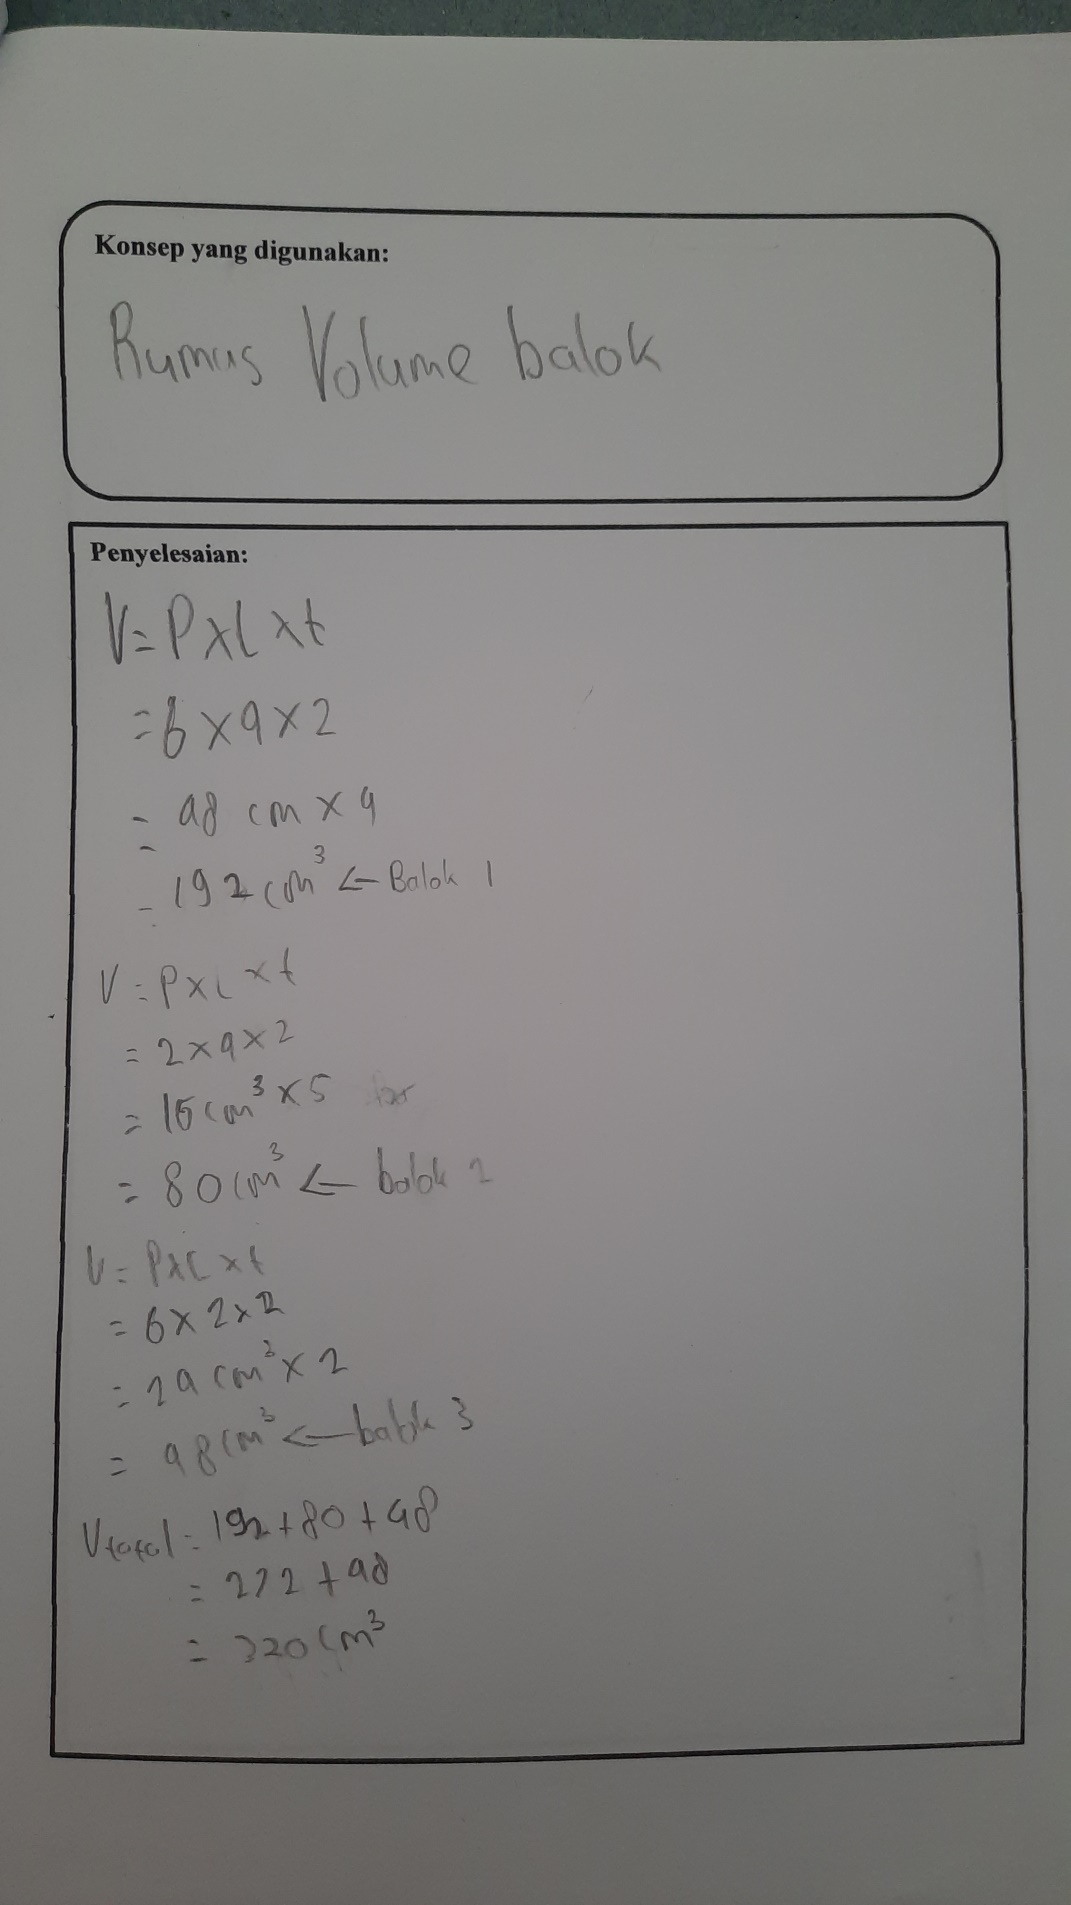 Konsep yang digunakan:
Rumus Volume balok
Penyelesaian:
V = P x l x t
= 6 x 4 x 2
= 48 cm x 4
= 192 cm³ ← Balok 1
V = P x l x t
= 2 x 4 x 2
= 16 cm³ x 5
= 80 cm³ ← balok 2
V = P x l x t
= 6 x 2 x 2
= 24 cm³ x 2
= 48 cm³ ← balok 3
V total = 192 + 80 + 48
= 272 + 48
= 320 cm³